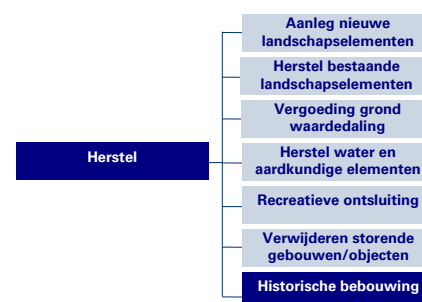 Aanleg nieuwe
landschapselementen
Herstel bestaande
landschapselementen
Vergoeding grond
waardedaling
Herstel
Herstel water en
aardkundige elementen
Recreatieve ontsluiting
Verwijderen storende
gebouwen/objecten
Historische bebouwing